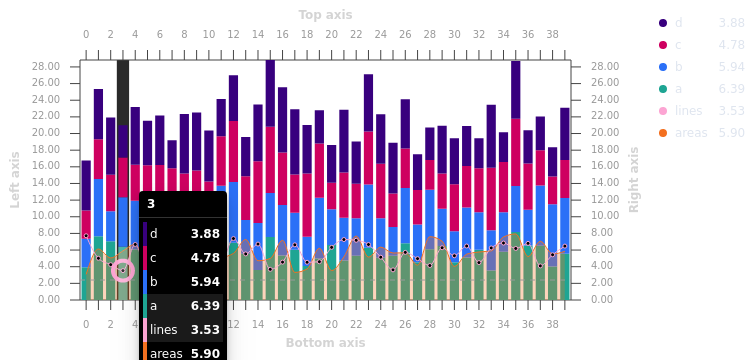 Top axis
0 2 4 6 8 10 12 14 16 18 20 22 24 26 28 30 32 34 36 38
d 3.88
c 4.78
b 5.94
a 6.39
lines 3.53
areas 5.90
28.00 28.00
26.00 26.00
24.00 24.00
22.00 22.00
20.00 20.00
18.00 18.00
16.00 16.00
14.00 14.00
12.00 12.00
10.00 10.00
8.00 8.00
6.00 6.00
4.00 4.00
2.00 2.00
0.00 0.00
Left axis
Right axis
3
d 3.88
c 4.78
b 5.94
a 6.39
lines 3.53
areas 5.90
0 2 4 12 14 16 18 20 22 24 26 28 30 32 34 36 38
Bottom axis